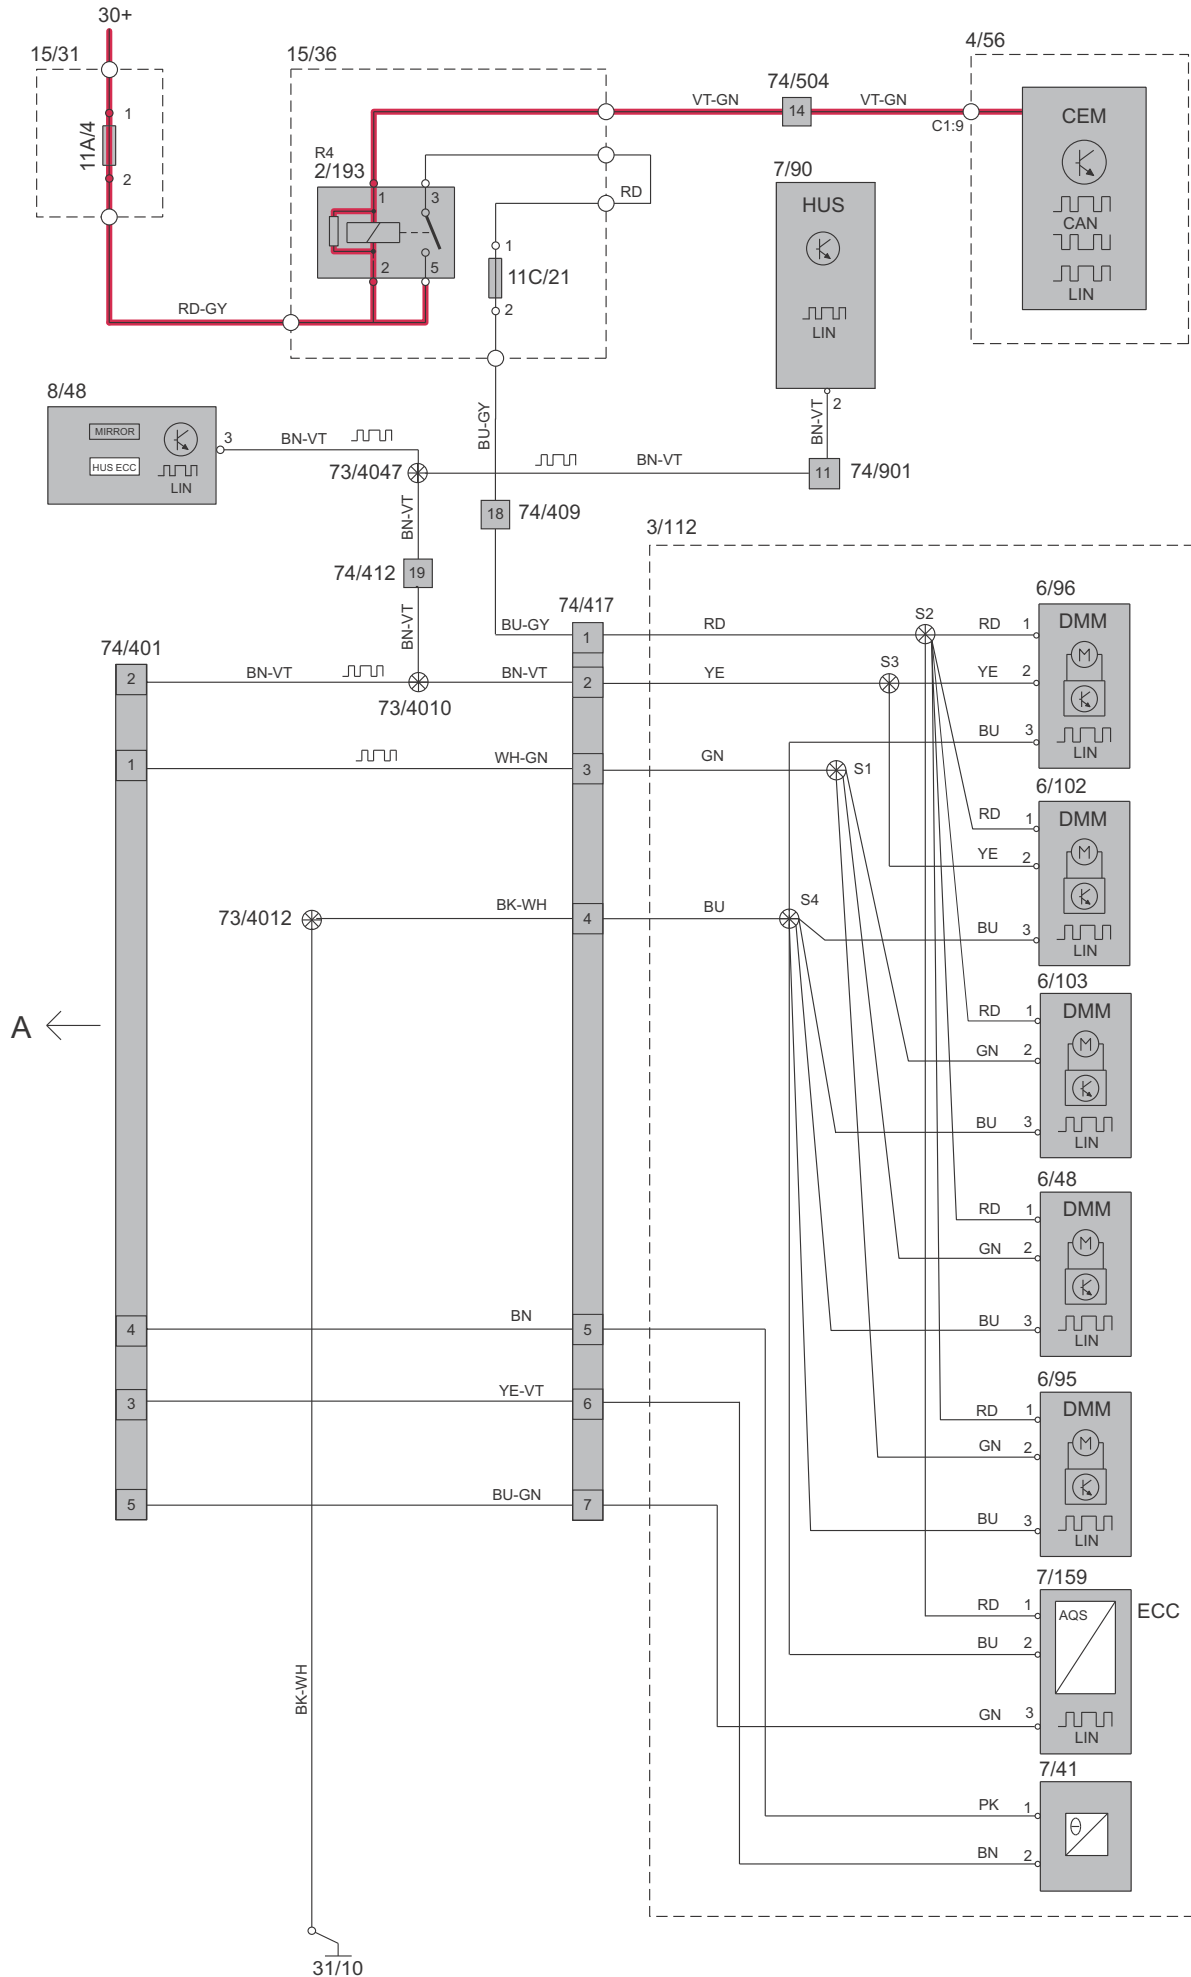 30+
15/31
15/36
4/56
74/504
VT-GN
14
VT-GN
C1:9
CEM
CAN
LIN
1
11A/4
2
R4
2/193
1
3
2
5
RD
1
11C/21
2
RD-GY
7/90
HUS
LIN
2
BN-VT
8/48
MIRROR
HUS ECC
LIN
3
BN-VT
73/4047
BN-VT
11
74/901
BU-GY
18
74/409
BN-VT
74/412
19
BN-VT
3/112
74/401
74/417
2
BN-VT
73/4010
BN-VT
BU-GY
1
RD
S2
2
YE
S3
1
WH-GN
3
GN
S1
73/4012
BK-WH
4
BU
S4
A
4
BN
5
3
YE-VT
6
5
BU-GN
7
BK-WH
31/10
6/96
DMM
M
LIN
RD 1
YE 2
BU 3
6/102
DMM
M
LIN
RD 1
YE 2
BU 3
6/103
DMM
M
LIN
RD 1
GN 2
BU 3
6/48
DMM
M
LIN
RD 1
GN 2
BU 3
6/95
DMM
M
LIN
RD 1
GN 2
BU 3
7/159
AQS
ECC
LIN
RD 1
BU 2
GN 3
7/41
θ
PK 1
BN 2